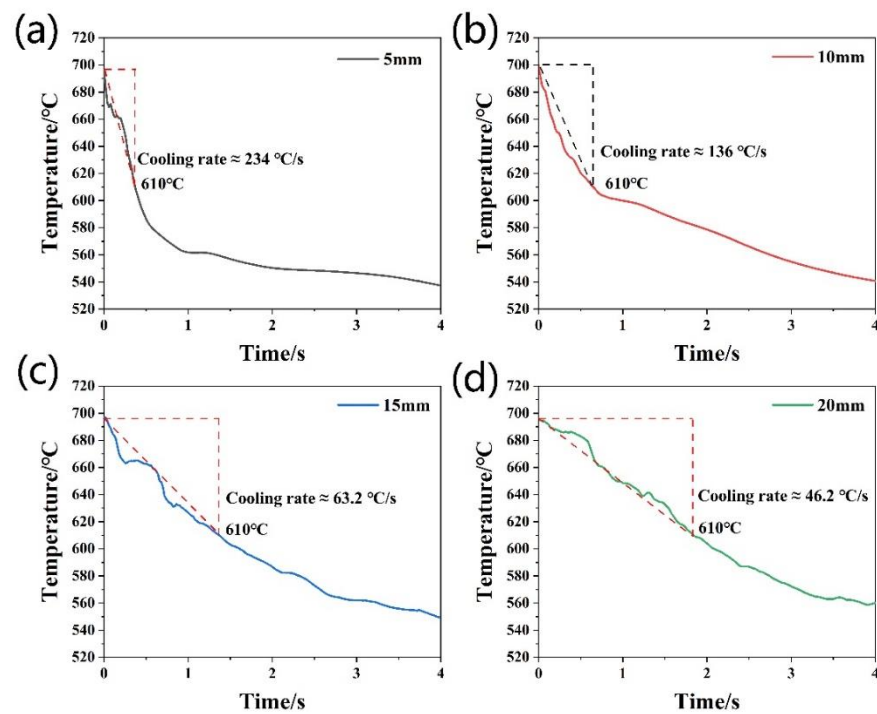 (a)
720
700
680
660
640
620
600
580
560
540
520
Temperature/°C
5mm
Cooling rate ≈ 234 °C/s
610°C
0 1 2 3 4
Time/s
(b)
720
700
680
660
640
620
600
580
560
540
520
Temperature/°C
10mm
Cooling rate ≈ 136 °C/s
610°C
0 1 2 3 4
Time/s
(c)
720
700
680
660
640
620
600
580
560
540
520
Temperature/°C
15mm
Cooling rate ≈ 63.2 °C/s
610°C
0 1 2 3 4
Time/s
(d)
720
700
680
660
640
620
600
580
560
540
520
Temperature/°C
20mm
Cooling rate ≈ 46.2 °C/s
610°C
0 1 2 3 4
Time/s